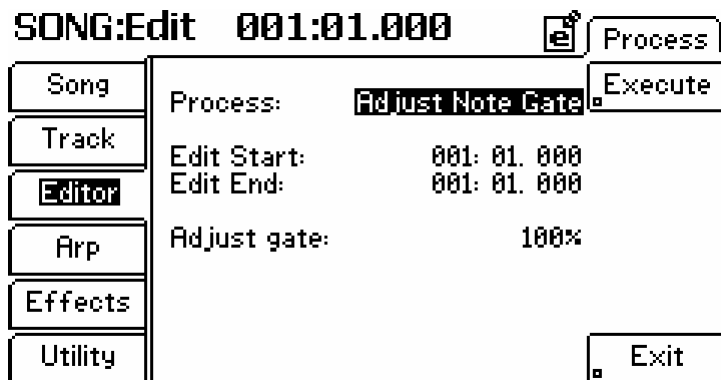 SONG:Edit 001:01.000 e Process
Song
Track
Editor
Arp
Effects
Utility
Process: Adjust Note Gate
Edit Start: 001: 01. 000
Edit End: 001: 01. 000
Adjust gate: 100%
Execute
Exit